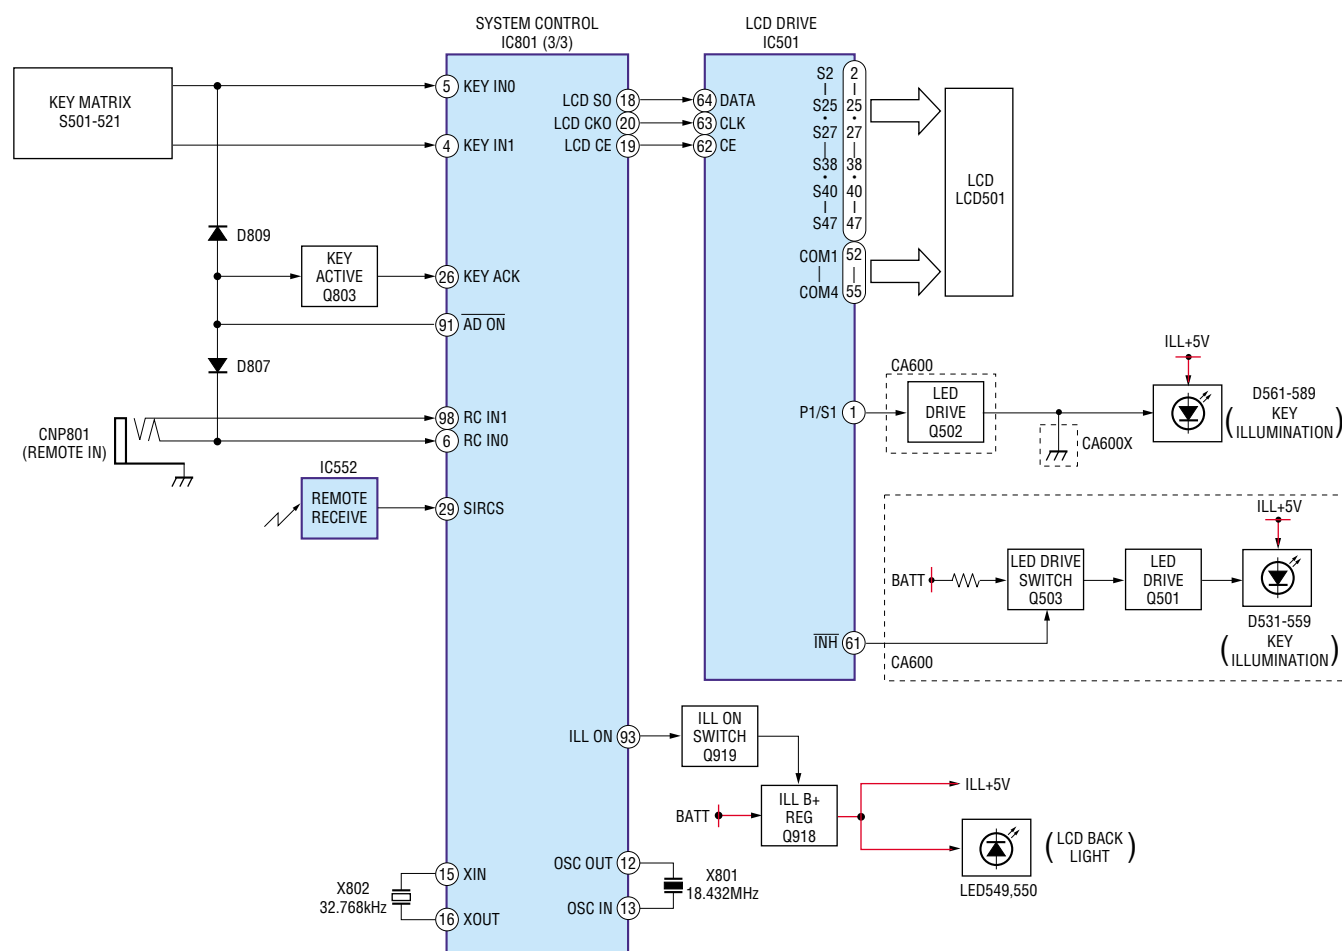 SYSTEM CONTROL
IC801 (3/3)
LCD DRIVE
IC501
KEY MATRIX
S501-521
5 KEY IN0
4 KEY IN1
LCD SO 18
LCD CKO 20
LCD CE 19
64 DATA
63 CLK
62 CE
S2 2
S25 25
S27 27
S38 38
S40 40
S47 47
COM1 52
COM4 55
LCD
LCD501
D809
KEY
ACTIVE
Q803
26 KEY ACK
91 AD ON
D807
98 RC IN1
6 RC IN0
CNP801
(REMOTE IN)
IC552
REMOTE
RECEIVE
29 SIRCS
P1/S1 1
CA600
LED
DRIVE
Q502
CA600X
ILL+5V
D561-589
(KEY
ILLUMINATION)
ILL+5V
BATT
LED DRIVE
SWITCH
Q503
LED
DRIVE
Q501
D531-559
(KEY
ILLUMINATION)
INH 61
CA600
ILL ON 93
ILL ON
SWITCH
Q919
BATT
ILL B+
REG
Q918
ILL+5V
(LCD BACK
LIGHT)
LED549,550
X802
32.768kHz
15 XIN
16 XOUT
OSC OUT 12
OSC IN 13
X801
18.432MHz